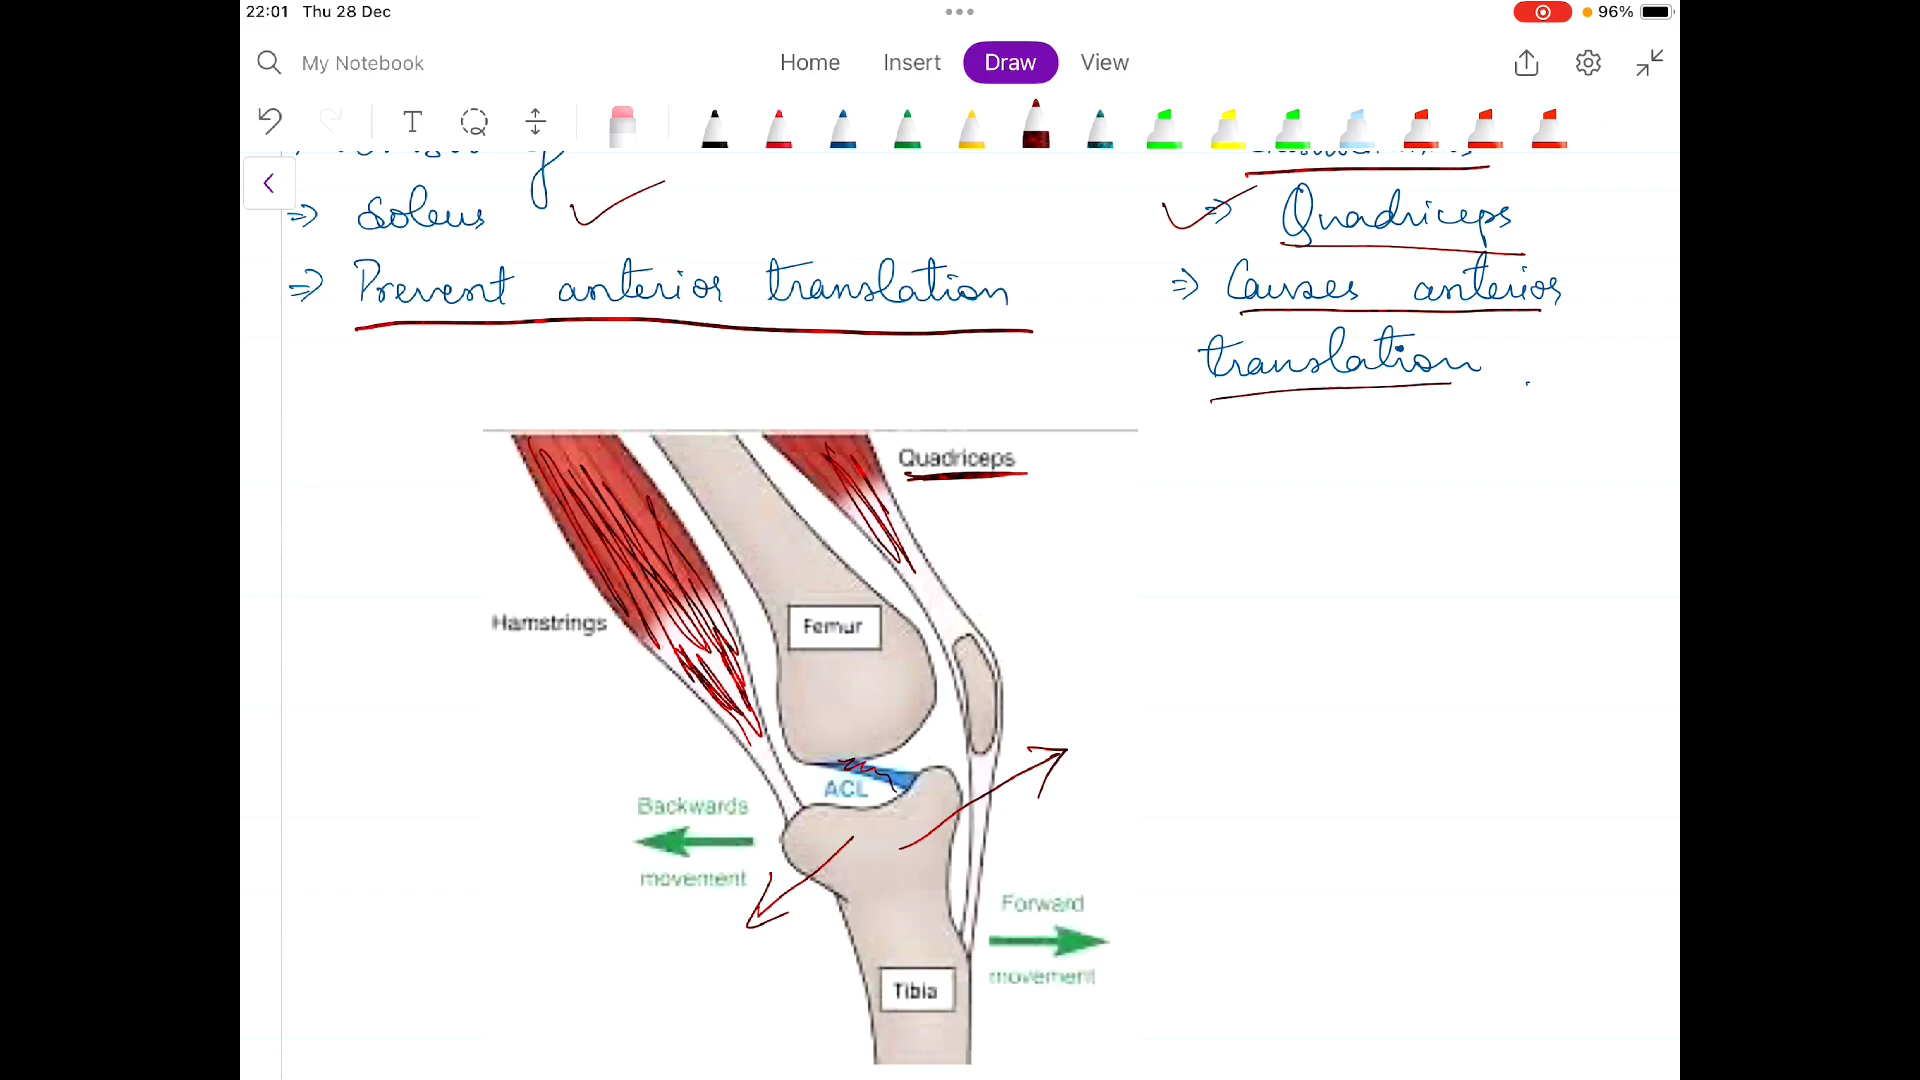 22:01 Thu 28 Dec
96%
My Notebook
Home Insert Draw View
T
⇒ Soleus ✓
✓ ⇒ Quadriceps
⇒ Prevent anterior translation
⇒ Causes anterior
translation
Quadriceps
Hamstrings
Femur
ACL
Backwards
movement
Forward
movement
Tibia